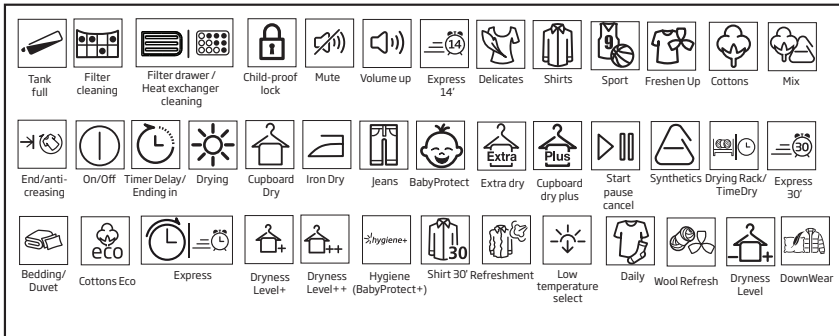 14
9
Tank full
Filter cleaning
Filter drawer / Heat exchanger cleaning
Child-proof lock
Mute
Volume up
Express 14'
Delicates
Shirts
Sport
Freshen Up
Cottons
Mix
Extra
Plus
30
End/anti-creasing
On/Off
Timer Delay/ Ending in
Drying
Cupboard Dry
Iron Dry
Jeans
BabyProtect
Extra dry
Cupboard dry plus
Start pause cancel
Synthetics
Drying Rack/ TimeDry
Express 30'
eco
+
++
hygiene+
30
- +
Bedding/ Duvet
Cottons Eco
Express
Dryness Level+
Dryness Level++
Hygiene (BabyProtect+)
Shirt 30'
Refreshment
Low temperature select
Daily
Wool Refresh
Dryness Level
DownWear